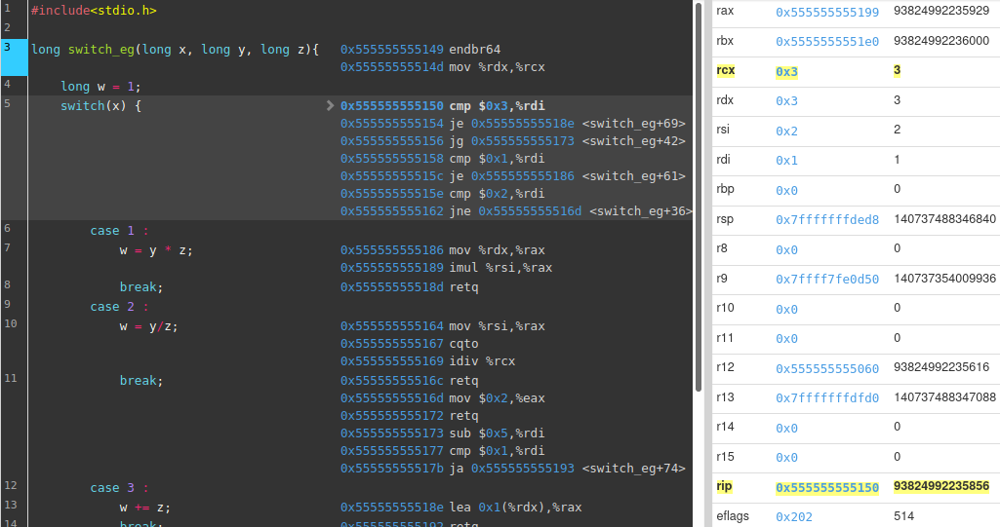 1 #include<stdio.h>
2
3 long switch_eg(long x, long y, long z){ 0x555555555149 endbr64
0x55555555514d mov %rdx,%rcx
4 long w = 1;
5 switch(x) { 0x555555555150 cmp $0x3,%rdi
0x555555555154 je 0x55555555518e <switch_eg+69>
0x555555555156 jg 0x555555555173 <switch_eg+42>
0x555555555158 cmp $0x1,%rdi
0x55555555515c je 0x555555555186 <switch_eg+61>
0x55555555515e cmp $0x2,%rdi
0x555555555162 jne 0x55555555516d <switch_eg+36>
6 case 1 :
7 w = y * z; 0x555555555186 mov %rdx,%rax
0x555555555189 imul %rsi,%rax
8 break; 0x55555555518d retq
9 case 2 :
10 w = y/z; 0x555555555164 mov %rsi,%rax
0x555555555167 cqto
0x555555555169 idiv %rcx
11 break; 0x55555555516c retq
0x55555555516d mov $0x2,%eax
0x555555555172 retq
0x555555555173 sub $0x5,%rdi
0x555555555177 cmp $0x1,%rdi
0x55555555517b ja 0x555555555193 <switch_eg+74>
12 case 3 :
13 w += z; 0x55555555518e lea 0x1(%rdx),%rax
14 break; 0x555555555192 retq
rax 0x555555555199 93824992235929
rbx 0x5555555551e0 93824992236000
rcx 0x3 3
rdx 0x3 3
rsi 0x2 2
rdi 0x1 1
rbp 0x0 0
rsp 0x7fffffffded8 140737488346840
r8 0x0 0
r9 0x7ffff7fe0d50 140737354009936
r10 0x0 0
r11 0x0 0
r12 0x555555555060 93824992235616
r13 0x7fffffffdfd0 140737488347088
r14 0x0 0
r15 0x0 0
rip 0x555555555150 93824992235856
eflags 0x202 514